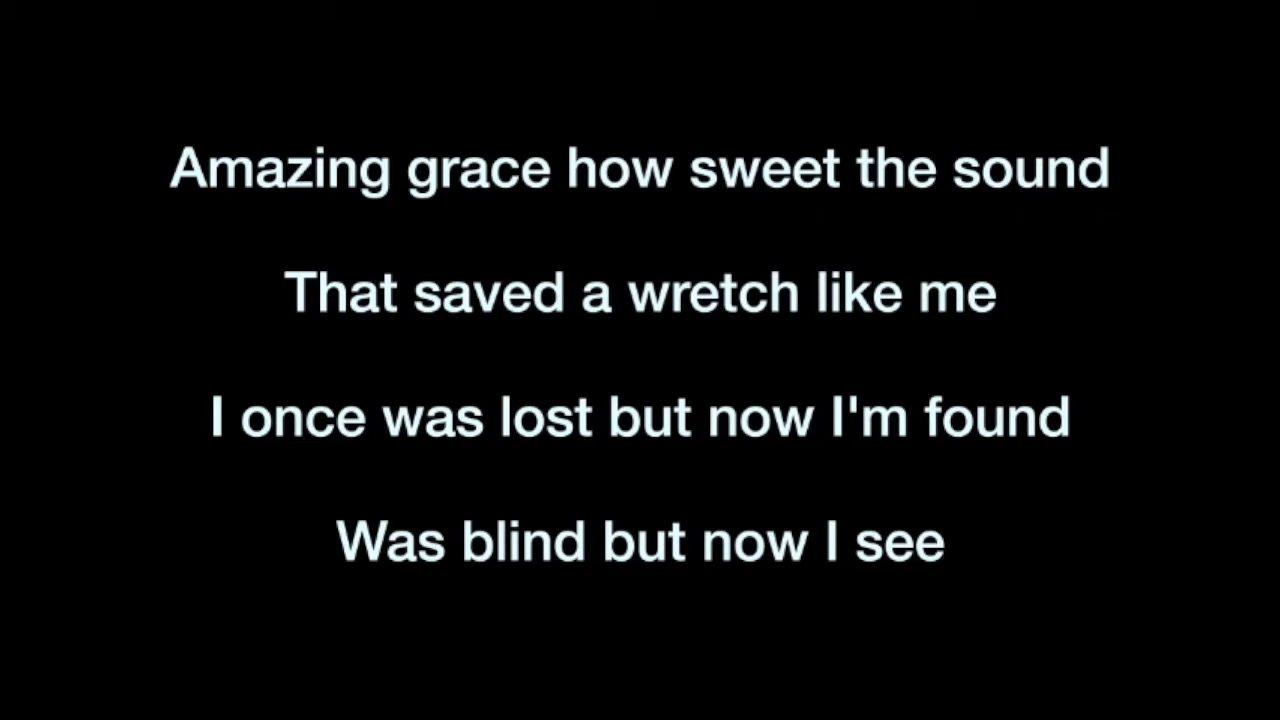 Amazing grace how sweet the sound
That saved a wretch like me
I once was lost but now I'm found
Was blind but now I see